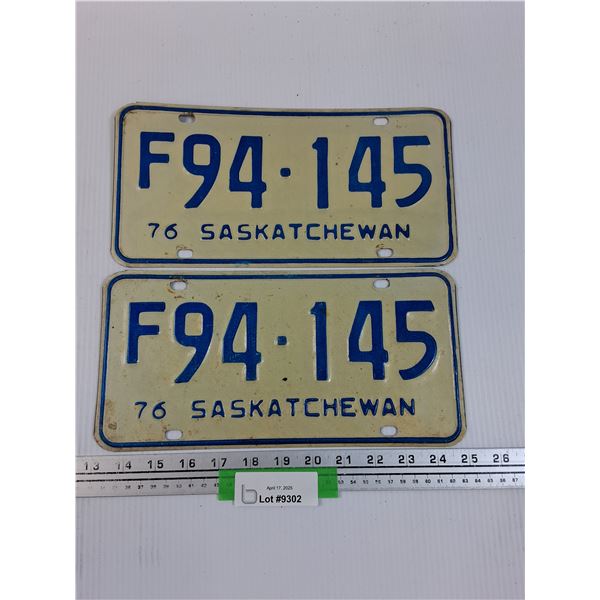 F94·145
76 SASKATCHEWAN
F94·145
76 SASKATCHEWAN
13 14 15 16 17 18 19 20 21 22 23 24 25 26
April 17, 2025
Lot #9302